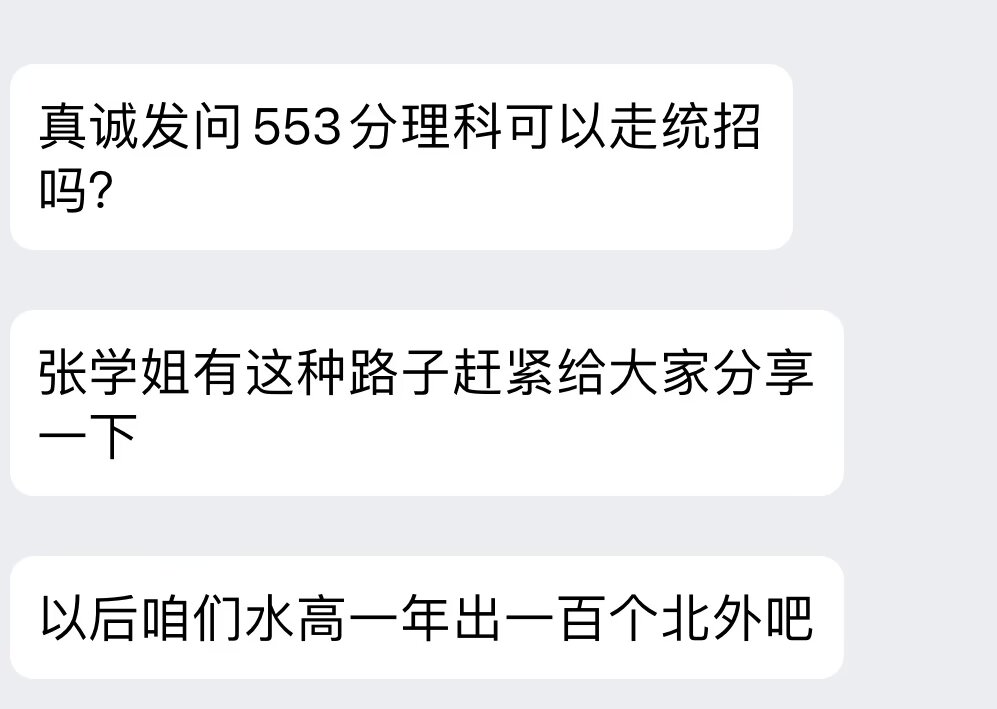 真诚发问553分理科可以走统招
吗?
张学姐有这种路子赶紧给大家分享
一下
以后咱们水高一年出一百个北外吧